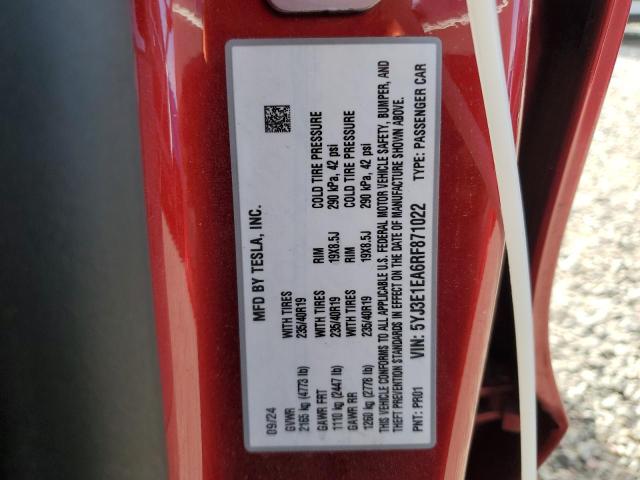 MFD BY TESLA, INC.
09/24
GVWR WITH TIRES RIM COLD TIRE PRESSURE
2165 kg (4773 lb) 235/40R19 19X8.5J 290 kPa, 42 psi
GAWR FRT WITH TIRES RIM COLD TIRE PRESSURE
1110 kg (2447 lb) 235/40R19 19X8.5J 290 kPa, 42 psi
GAWR RR
1260 kg (2778 lb) 235/40R19
THIS VEHICLE CONFORMS TO ALL APPLICABLE U.S. FEDERAL MOTOR VEHICLE SAFETY, BUMPER, AND
THEFT PREVENTION STANDARDS IN EFFECT ON THE DATE OF MANUFACTURE SHOWN ABOVE.
VIN: 5YJ3E1EA6RF871022
PNT: PR01 TYPE: PASSENGER CAR